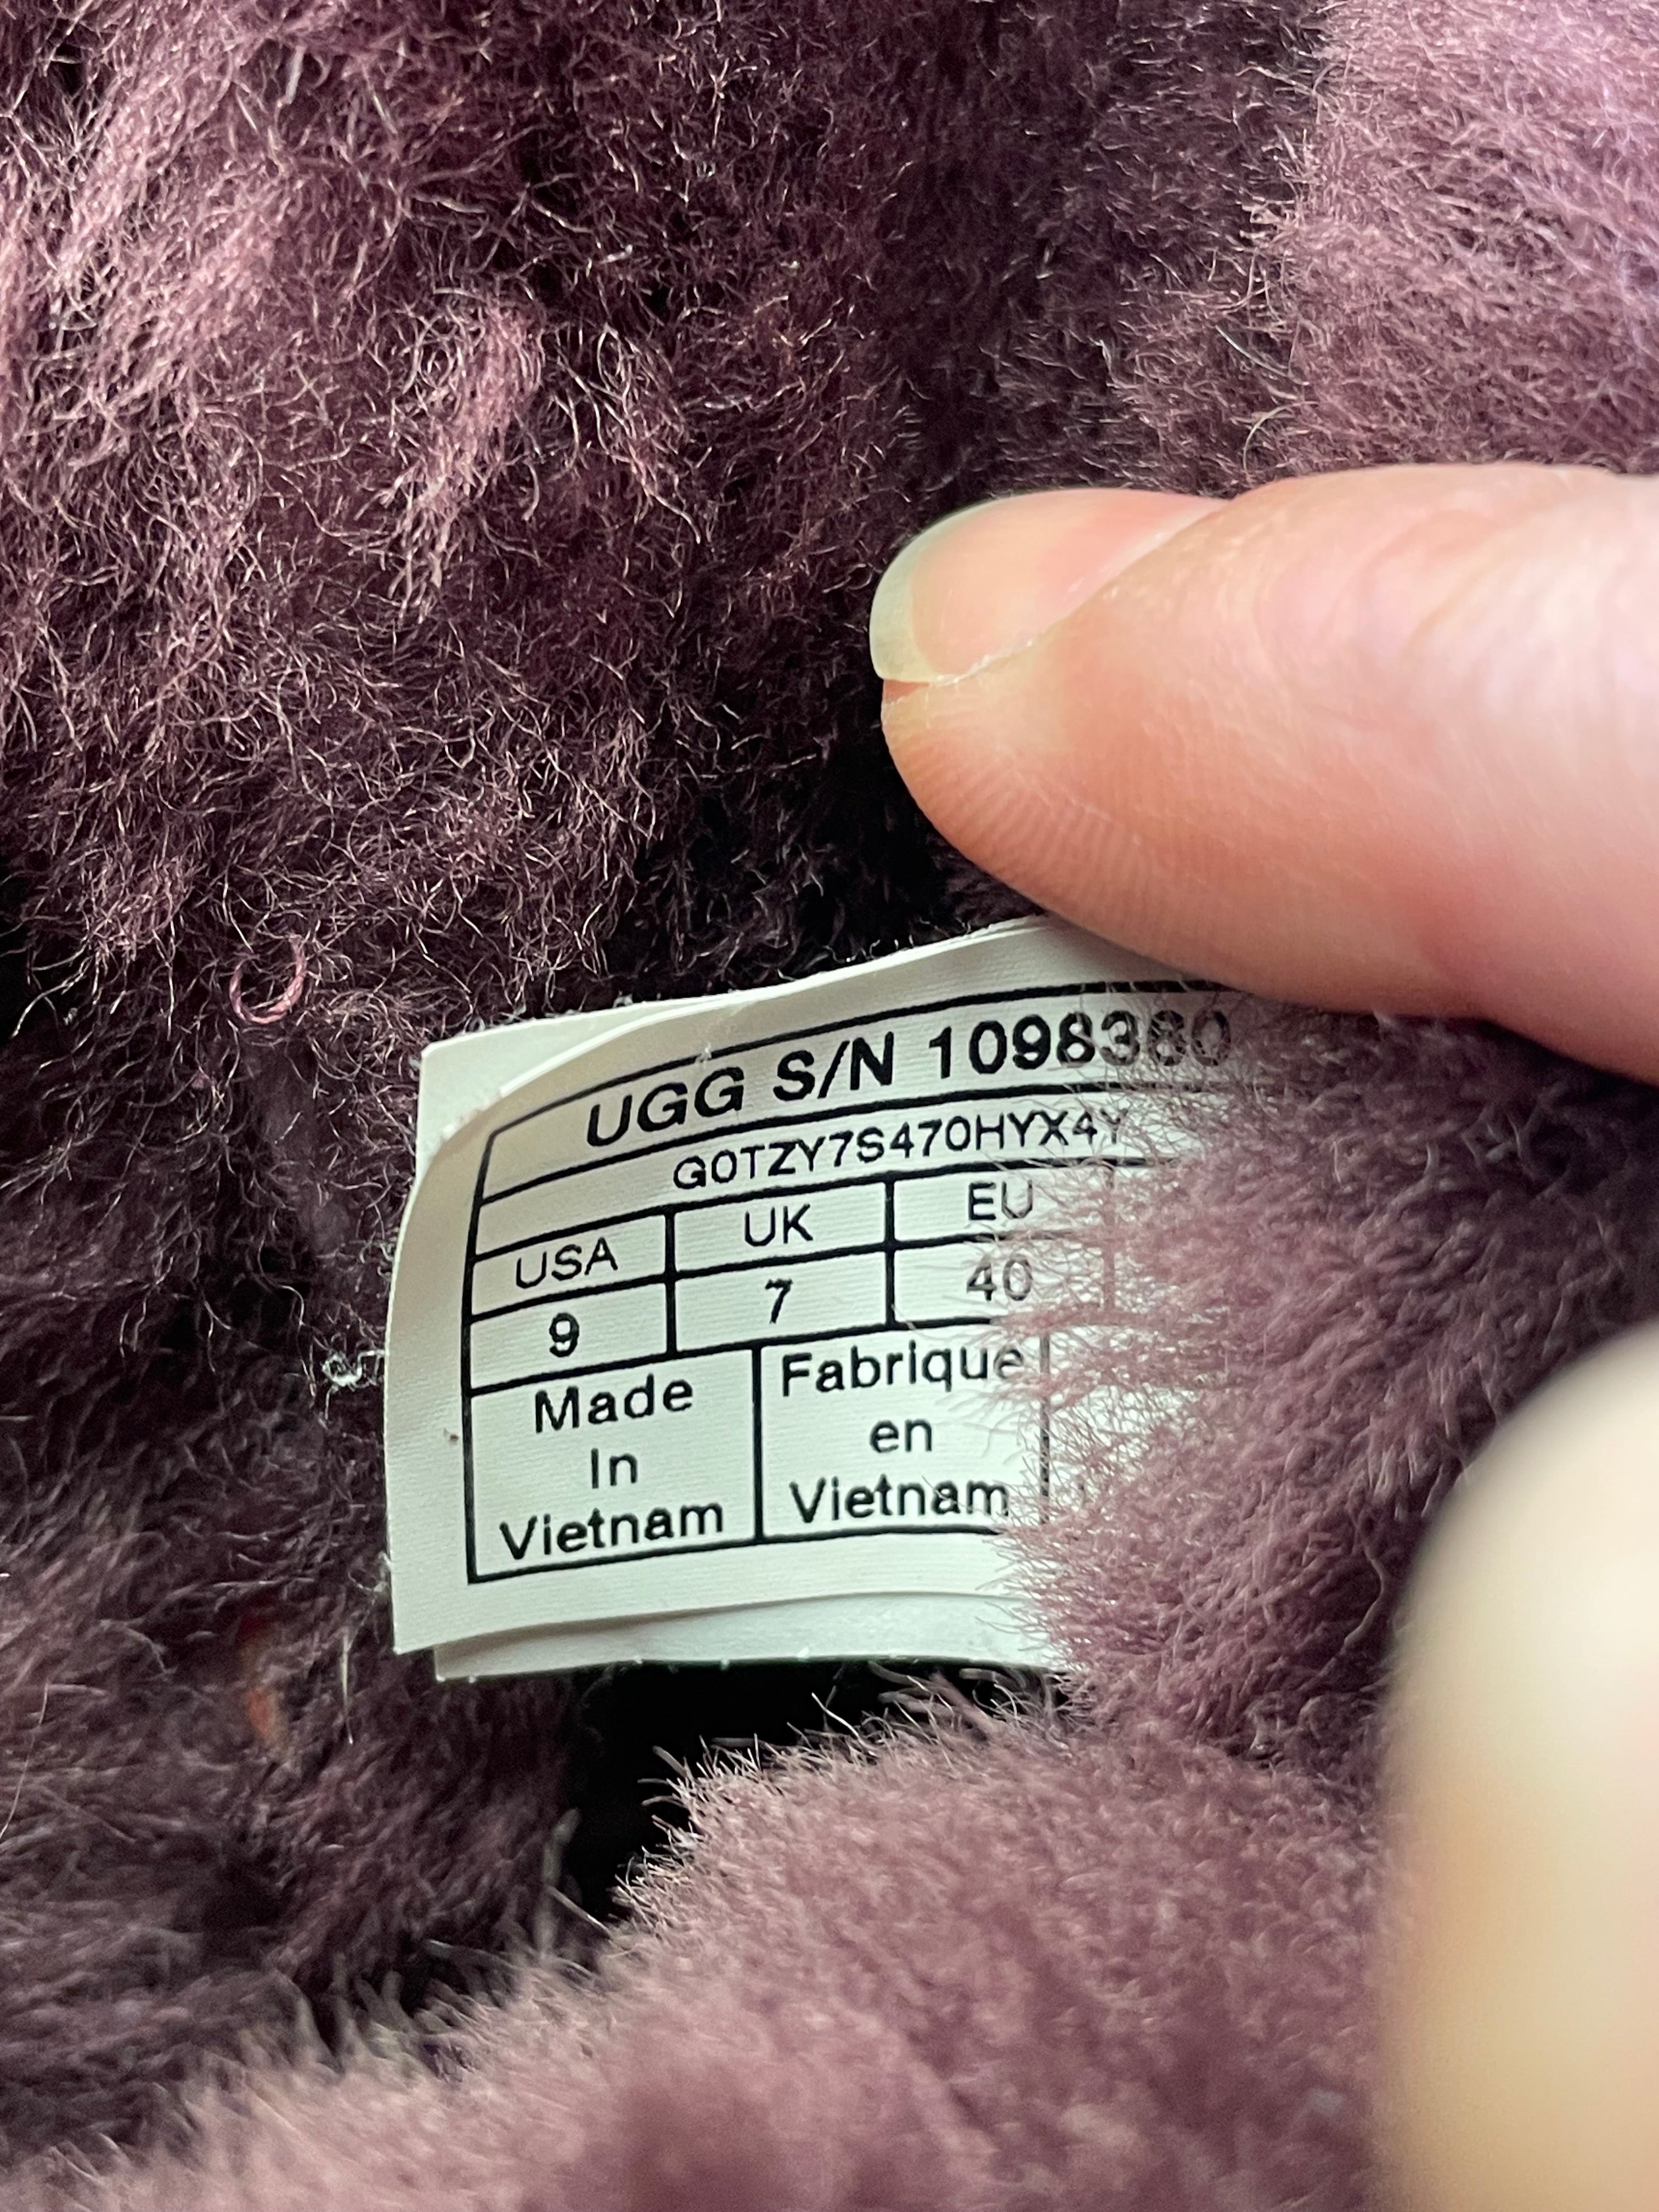 UGG S/N 1098380
G0TZY7S470HYX4Y
USA UK EU
9 7 40
Made
In
Vietnam
Fabrique
en
Vietnam